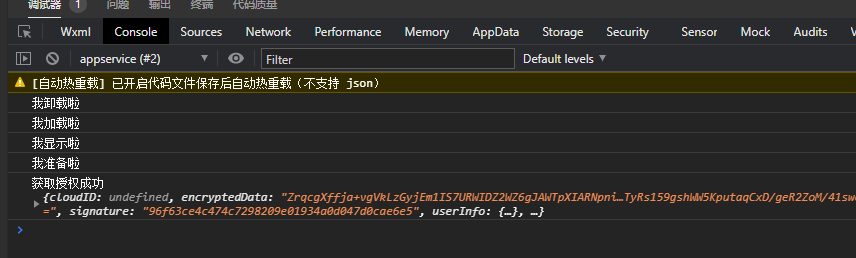 调试器 1 问题 输出 终端 代码质量
Wxml Console Sources Network Performance Memory AppData Storage Security Sensor Mock Audits
appservice (#2) Filter Default levels
[自动热重载] 已开启代码文件保存后自动热重载（不支持 json）
我卸载啦
我加载啦
我显示啦
我准备啦
获取授权成功
{cloudID: undefined, encryptedData: "ZrqcgXffja+vgVkLzGyjEm1IS7URWIDZ2WZ6gJAWTpXIARNpni…TyRs159gshWW5KputaqCxD/geR2ZoM/41sw
=", signature: "96f63ce4c474c7298209e01934a0d047d0cae6e5", userInfo: {…}, …}